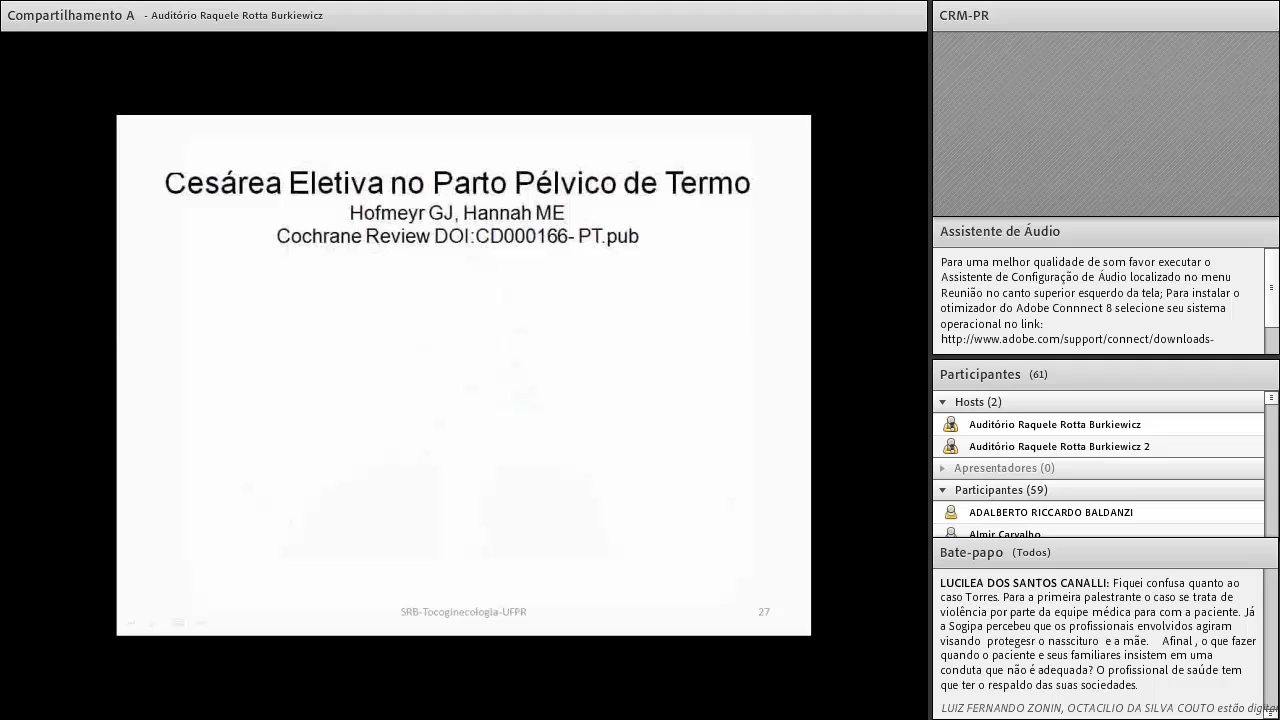 Compartilhamento A - Auditório Raquele Rotta Burkiewicz
Cesárea Eletiva no Parto Pélvico de Termo
Hofmeyr GJ, Hannah ME
Cochrane Review DOI:CD000166- PT.pub
SRB-Tocoginecologia-UFPR
27
CRM-PR
Assistente de Áudio
Para uma melhor qualidade de som favor executar o
Assistente de Configuração de Áudio localizado no menu
Reunião no canto superior esquerdo da tela; Para instalar o
otimizador do Adobe Connnect 8 selecione seu sistema
operacional no link:
http://www.adobe.com/support/connect/downloads-
Participantes (61)
Hosts (2)
Auditório Raquele Rotta Burkiewicz
Auditório Raquele Rotta Burkiewicz 2
Apresentadores (0)
Participantes (59)
ADALBERTO RICCARDO BALDANZI
Almir Carvalho
Bate-papo (Todos)
LUCILEA DOS SANTOS CANALLI: Fiquei confusa quanto ao
caso Torres. Para a primeira palestrante o caso se trata de
violência por parte da equipe médica para com a paciente. Já
a Sogipa percebeu que os profissionais envolvidos agiram
visando protegesr o nasscituro e a mãe. Afinal , o que fazer
quando o paciente e seus familiares insistem em uma
conduta que não é adequada? O profissional de saúde tem
que ter o respaldo das suas sociedades.
LUIZ FERNANDO ZONIN, OCTACILIO DA SILVA COUTO estão